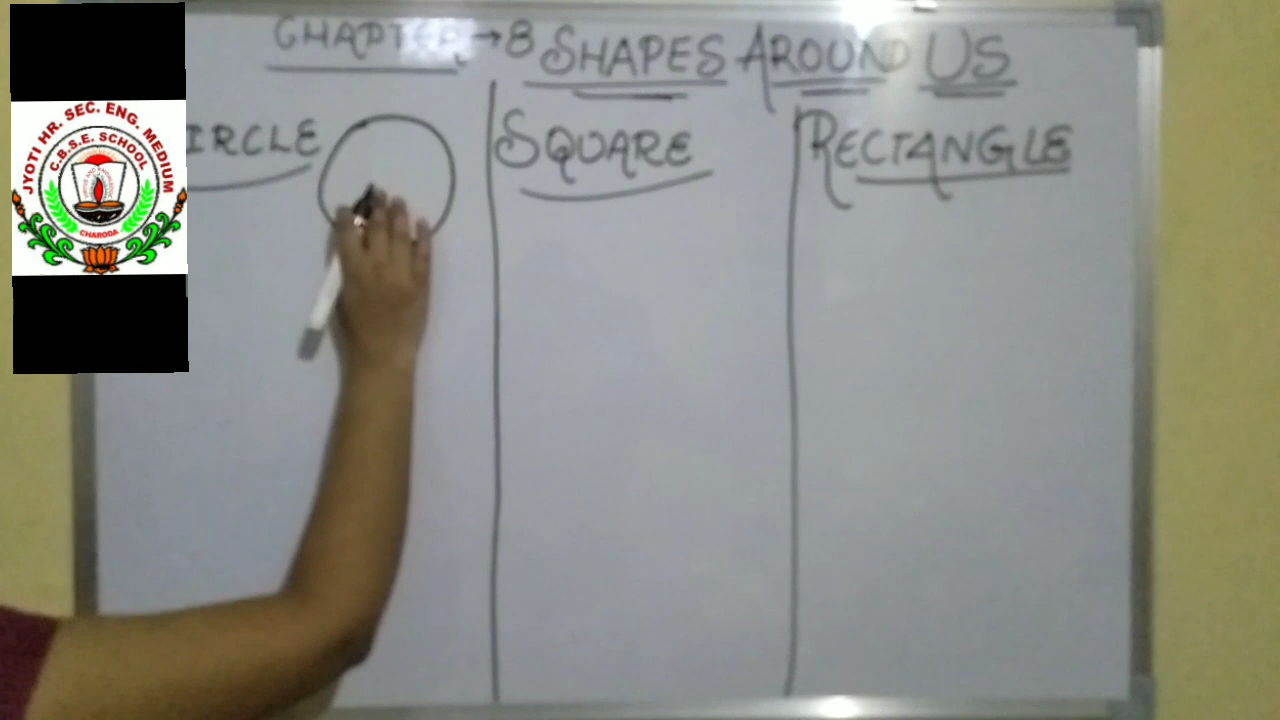 CHAPTER → 8 SHAPES AROUND US
IRCLE
SQUARE
RECTANGLE
JYOTI HR. SEC. ENG. MEDIUM
C.B.S.E. SCHOOL
CHARODA